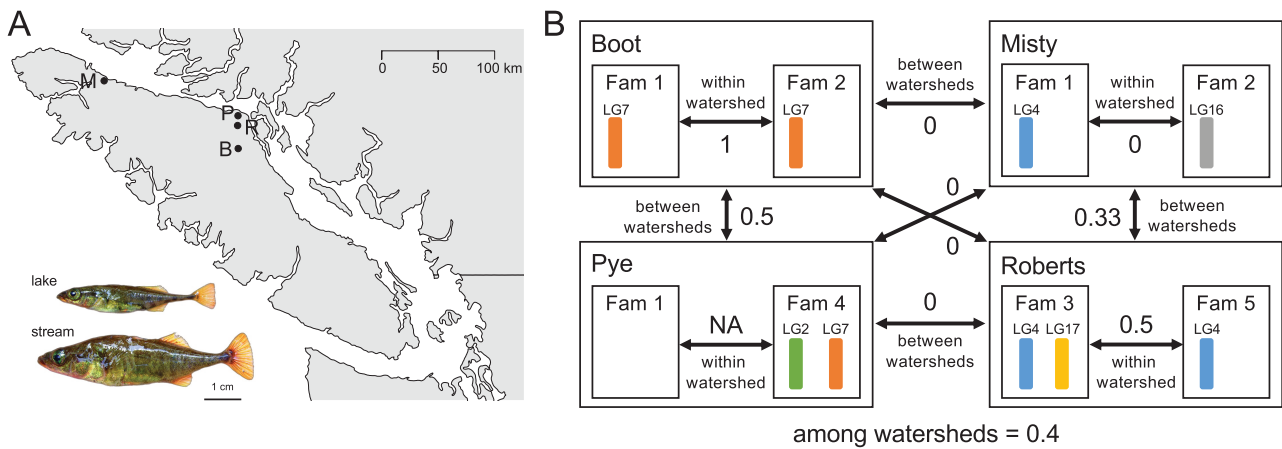 A
M
P
R
B
0 50 100 km
lake
stream
1 cm
B
Boot
Fam 1
LG7
within
watershed
1
Fam 2
LG7
between
watersheds
0
Misty
Fam 1
LG4
within
watershed
0
Fam 2
LG16
between
watersheds
0.5
0
0
0.33
between
watersheds
Pye
Fam 1
NA
within
watershed
Fam 4
LG2 LG7
0
between
watersheds
Roberts
Fam 3
LG4 LG17
0.5
within
watershed
Fam 5
LG4
among watersheds = 0.4